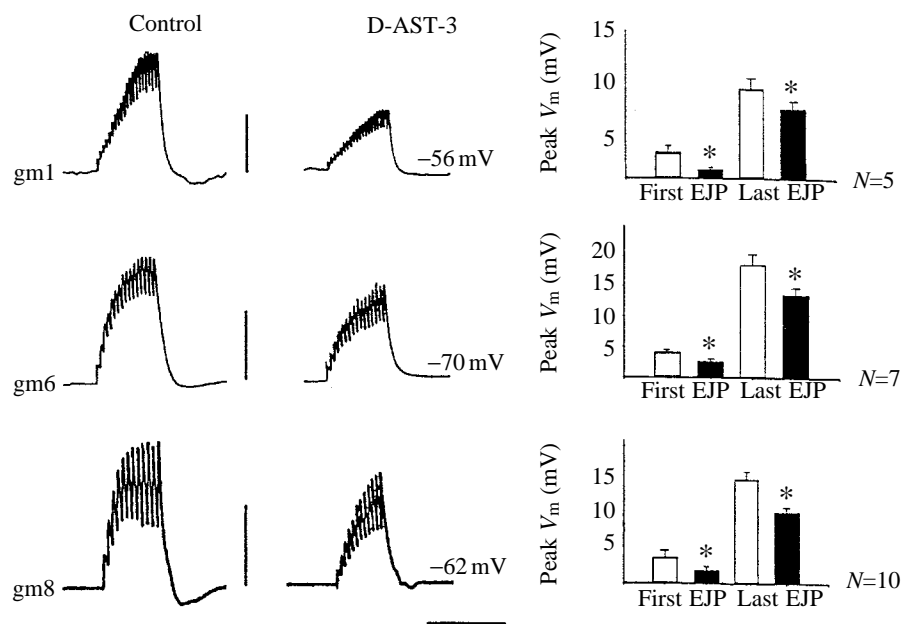 Control
D-AST-3
gm1
−56 mV
Peak Vm (mV)
15
10
5
First EJP Last EJP
N=5
gm6
−70 mV
Peak Vm (mV)
20
15
10
5
First EJP Last EJP
N=7
gm8
−62 mV
Peak Vm (mV)
15
10
5
First EJP Last EJP
N=10
* *
* *
* *